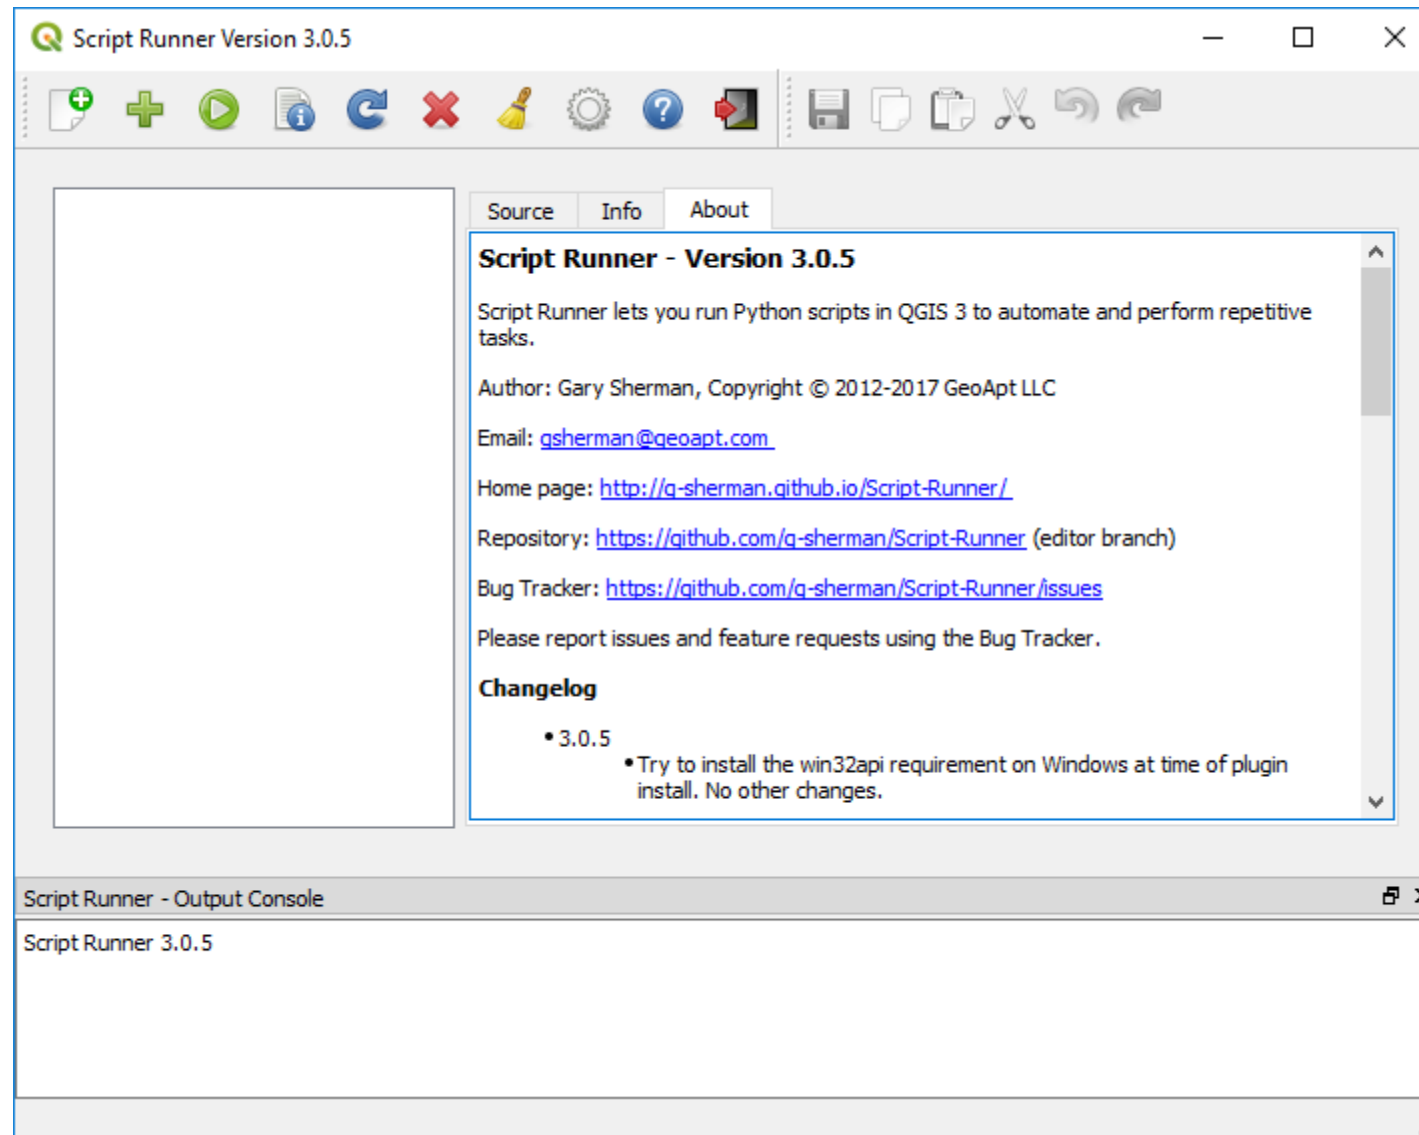 Script Runner Version 3.0.5
Source Info About
Script Runner - Version 3.0.5
Script Runner lets you run Python scripts in QGIS 3 to automate and perform repetitive
tasks.
Author: Gary Sherman, Copyright © 2012-2017 GeoApt LLC
Email: gsherman@geoapt.com
Home page: http://g-sherman.github.io/Script-Runner/
Repository: https://github.com/g-sherman/Script-Runner (editor branch)
Bug Tracker: https://github.com/g-sherman/Script-Runner/issues
Please report issues and feature requests using the Bug Tracker.
Changelog
• 3.0.5
• Try to install the win32api requirement on Windows at time of plugin
install. No other changes.
Script Runner - Output Console
Script Runner 3.0.5